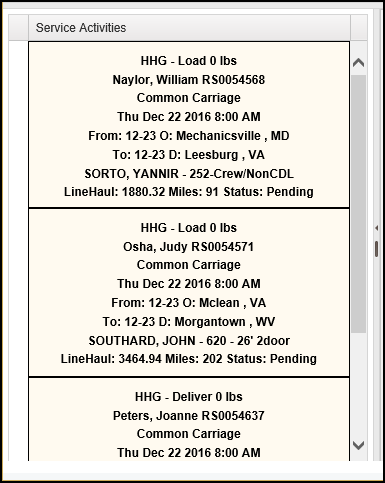 Service Activities
HHG - Load 0 lbs
Naylor, William RS0054568
Common Carriage
Thu Dec 22 2016 8:00 AM
From: 12-23 O: Mechanicsville , MD
To: 12-23 D: Leesburg , VA
SORTO, YANNIR - 252-Crew/NonCDL
LineHaul: 1880.32 Miles: 91 Status: Pending
HHG - Load 0 lbs
Osha, Judy RS0054571
Common Carriage
Thu Dec 22 2016 8:00 AM
From: 12-23 O: Mclean , VA
To: 12-23 D: Morgantown , WV
SOUTHARD, JOHN - 620 - 26' 2door
LineHaul: 3464.94 Miles: 202 Status: Pending
HHG - Deliver 0 lbs
Peters, Joanne RS0054637
Common Carriage
Thu Dec 22 2016 8:00 AM